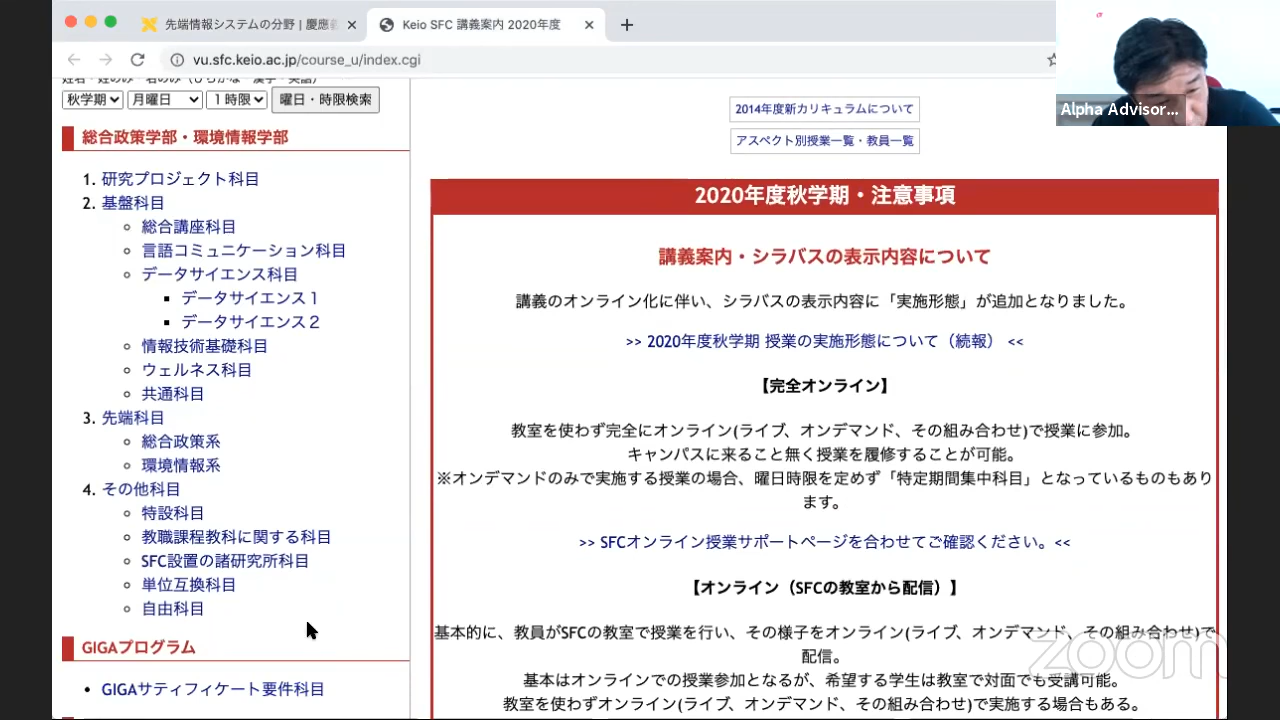 先端情報システムの分野 | 慶應義
Keio SFC 講義案内 2020年度
vu.sfc.keio.ac.jp/course_u/index.cgi
秋学期
月曜日
1時限
曜日・時限検索
総合政策学部・環境情報学部
1. 研究プロジェクト科目
2. 基盤科目
総合講座科目
言語コミュニケーション科目
データサイエンス科目
データサイエンス１
データサイエンス２
情報技術基礎科目
ウェルネス科目
共通科目
3. 先端科目
総合政策系
環境情報系
4. その他科目
特設科目
教職課程教科に関する科目
SFC設置の諸研究所科目
単位互換科目
自由科目
GIGAプログラム
GIGAサティフィケート要件科目
2014年度新カリキュラムについて
アスペクト別授業一覧・教員一覧
2020年度秋学期・注意事項
講義案内・シラバスの表示内容について
講義のオンライン化に伴い、シラバスの表示内容に「実施形態」が追加となりました。
>> 2020年度秋学期 授業の実施形態について（続報） <<
【完全オンライン】
教室を使わず完全にオンライン(ライブ、オンデマンド、その組み合わせ)で授業に参加。
キャンパスに来ること無く授業を履修することが可能。
※オンデマンドのみで実施する授業の場合、曜日時限を定めず「特定期間集中科目」となっているものもあり
ます。
>> SFCオンライン授業サポートページを合わせてご確認ください。<<
【オンライン（SFCの教室から配信）】
基本的に、教員がSFCの教室で授業を行い、その様子をオンライン(ライブ、オンデマンド、その組み合わせ)で
配信。
基本はオンラインでの授業参加となるが、希望する学生は教室で対面でも受講可能。
教室を使わずオンライン(ライブ、オンデマンド、その組み合わせ)で実施する場合もある。
Alpha Advisor...
zoom